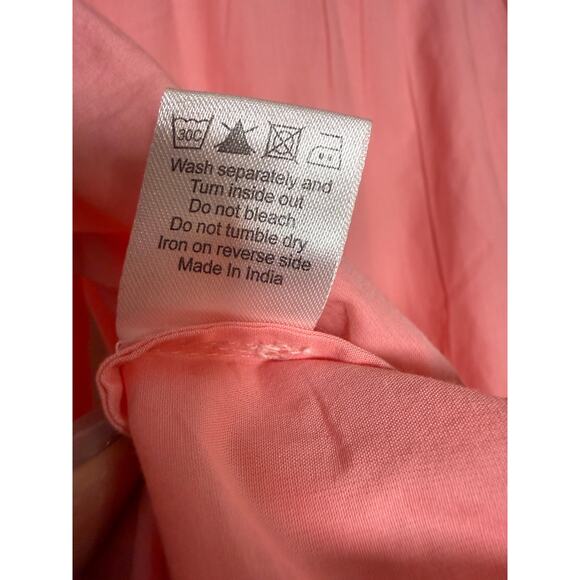 30C
Wash separately and
Turn inside out
Do not bleach
Do not tumble dry
Iron on reverse side
Made In India